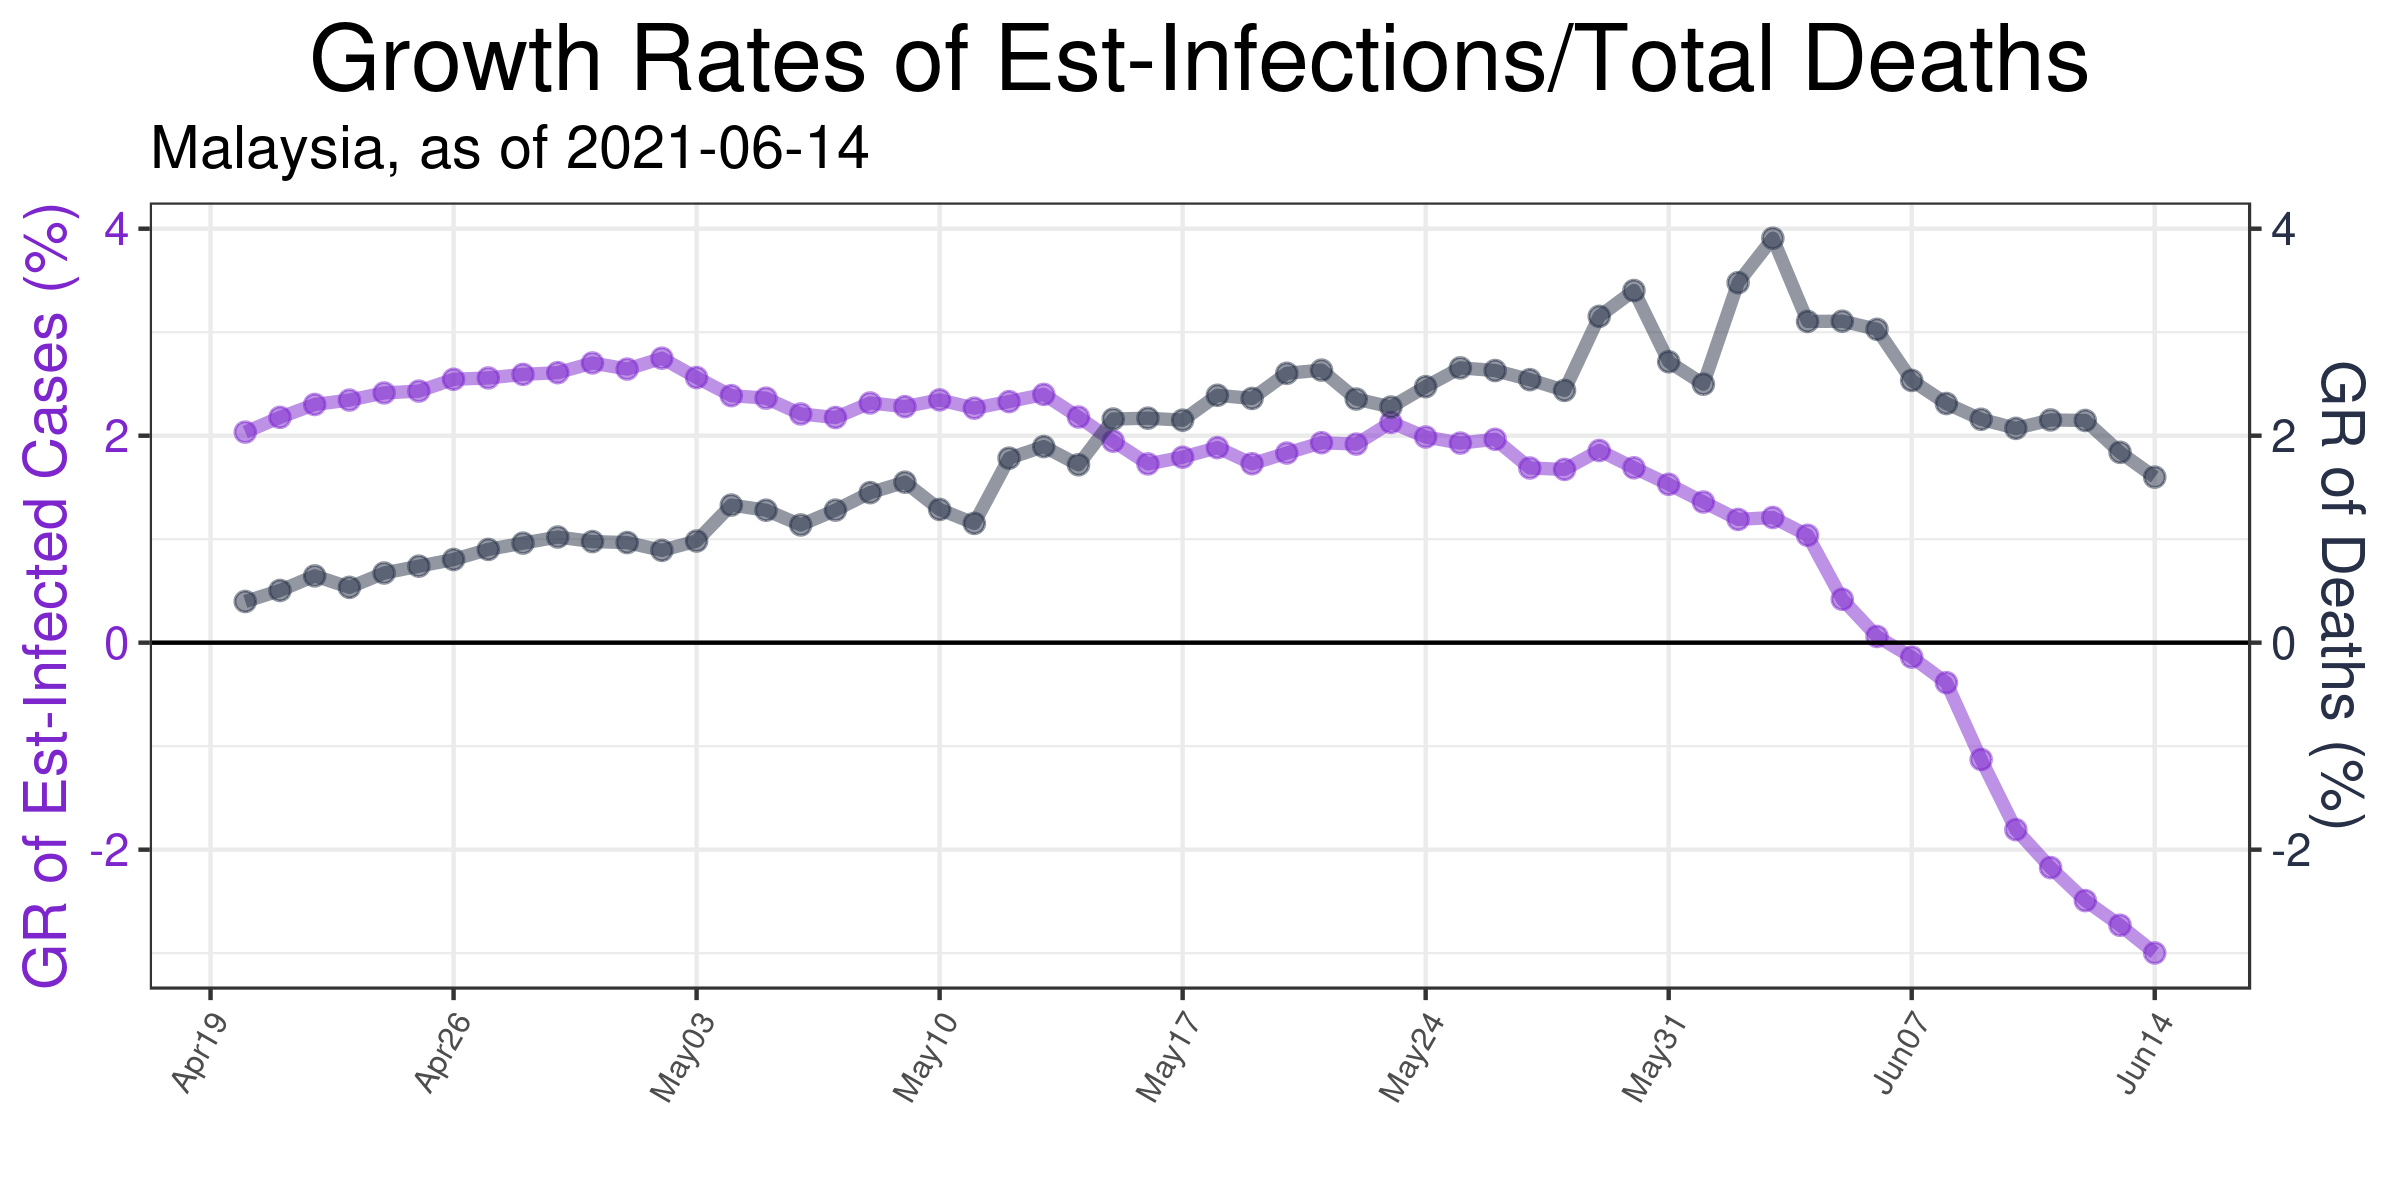 Growth Rates of Est-Infections/Total Deaths
Malaysia, as of 2021-06-14
GR of Est-Infected Cases (%)
4
2
0
-2
4
2
0
-2
GR of Deaths (%)
Apr19
Apr26
May03
May10
May17
May24
May31
Jun07
Jun14